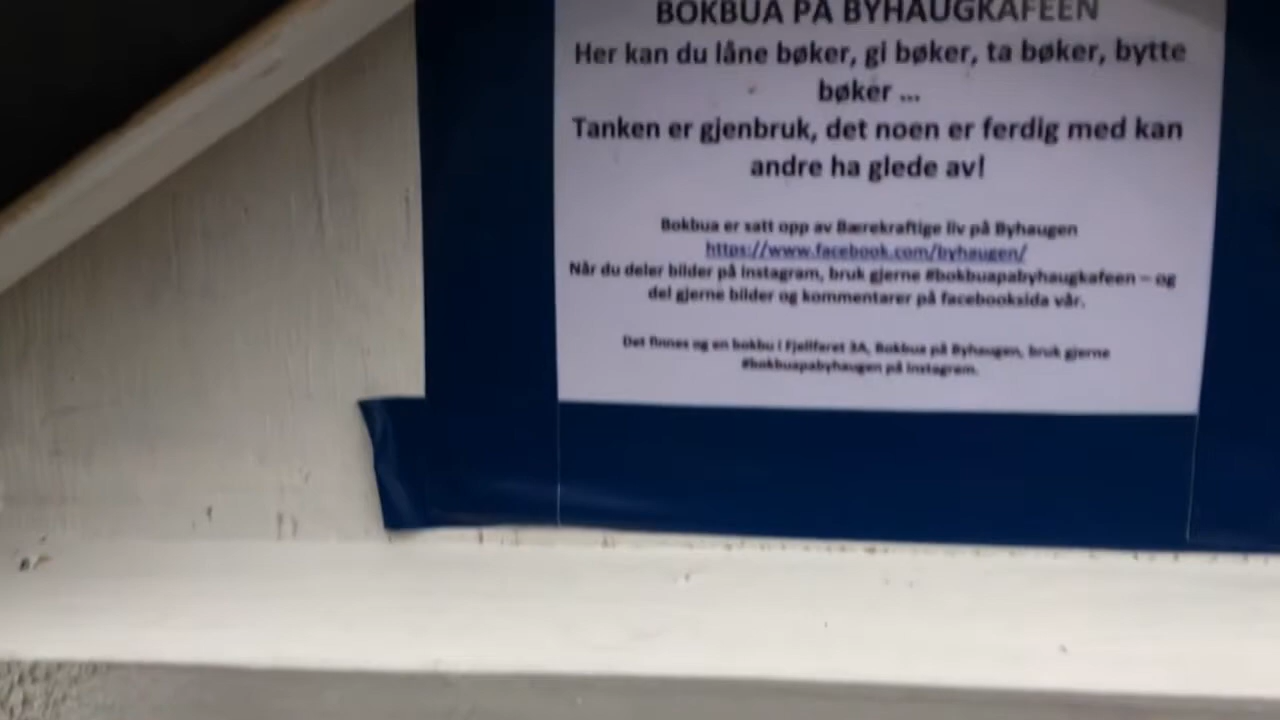 BOKBUA PÅ BYHAUGKAFEEN
Her kan du låne bøker, gi bøker, ta bøker, bytte
bøker ...
Tanken er gjenbruk, det noen er ferdig med kan
andre ha glede av!
Bokbua er satt opp av Bærekraftige liv på Byhaugen
https://www.facebook.com/byhaugen/
Når du deler bilder på instagram, bruk gjerne #bokbuapabyhaugkafeen – og
del gjerne bilder og kommentarer på facebooksida vår.
Det finnes og en bokbu i Fjellfaret 3A, Bokbua på Byhaugen, bruk gjerne
#bokbuapabyhaugen på instagram.